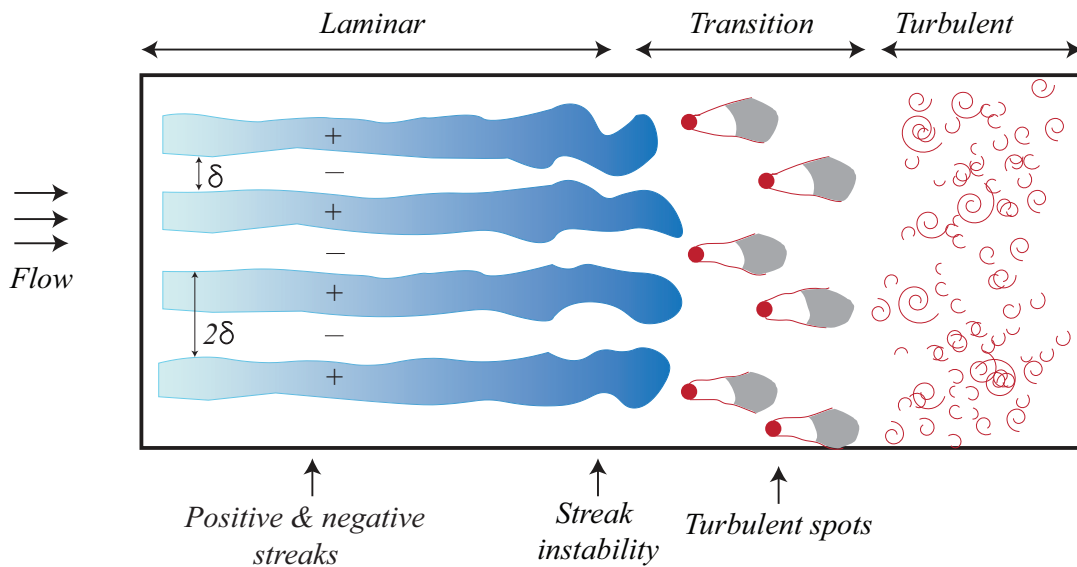 Laminar
Transition
Turbulent
+
δ
−
+
Flow
−
+
2δ
−
+
Positive & negative
streaks
Streak
instability
Turbulent spots